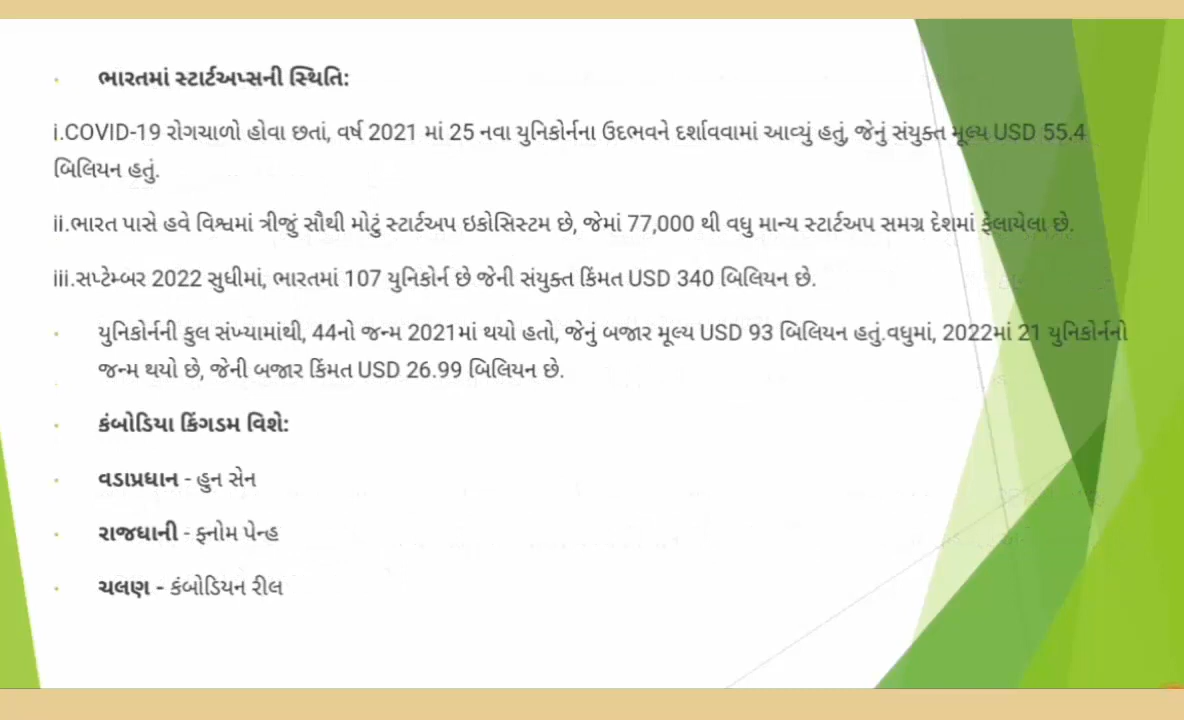 ભારતમાં સ્ટાર્ટઅપ્સની સ્થિતિ:
i.COVID-19 રોગચાળો હોવા છતાં, વર્ષ 2021 માં 25 નવા યુનિકોર્નના ઉદભવને દર્શાવવામાં આવ્યું હતું, જેનું સંયુક્ત મૂલ્ય USD 55.4
બિલિયન હતું.
ii.ભારત પાસે હવે વિશ્વમાં ત્રીજું સૌથી મોટું સ્ટાર્ટઅપ ઇકોસિસ્ટમ છે, જેમાં 77,000 થી વધુ માન્ય સ્ટાર્ટઅપ સમગ્ર દેશમાં ફેલાયેલા છે.
iii.સપ્ટેમ્બર 2022 સુધીમાં, ભારતમાં 107 યુનિકોર્ન છે જેની સંયુક્ત કિંમત USD 340 બિલિયન છે.
યુનિકોર્નની કુલ સંખ્યામાંથી, 44નો જન્મ 2021માં થયો હતો, જેનું બજાર મૂલ્ય USD 93 બિલિયન હતું.વધુમાં, 2022માં 21 યુનિકોર્નનો
જન્મ થયો છે, જેની બજાર કિંમત USD 26.99 બિલિયન છે.
કંબોડિયા કિંગડમ વિશે:
વડાપ્રધાન - હુન સેન
રાજધાની - ફ્નોમ પેન્હ
ચલણ - કંબોડિયન રીલ